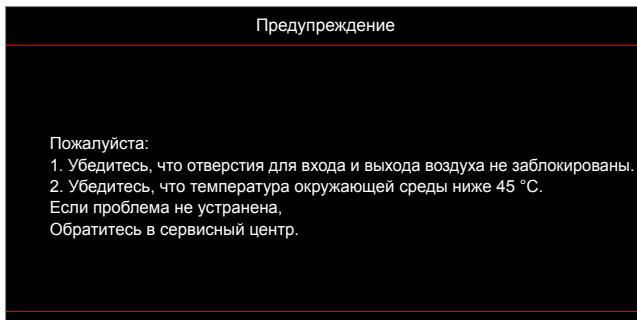 Предупреждение
Пожалуйста:
1. Убедитесь, что отверстия для входа и выхода воздуха не заблокированы.
2. Убедитесь, что температура окружающей среды ниже 45 °C.
Если проблема не устранена,
Обратитесь в сервисный центр.